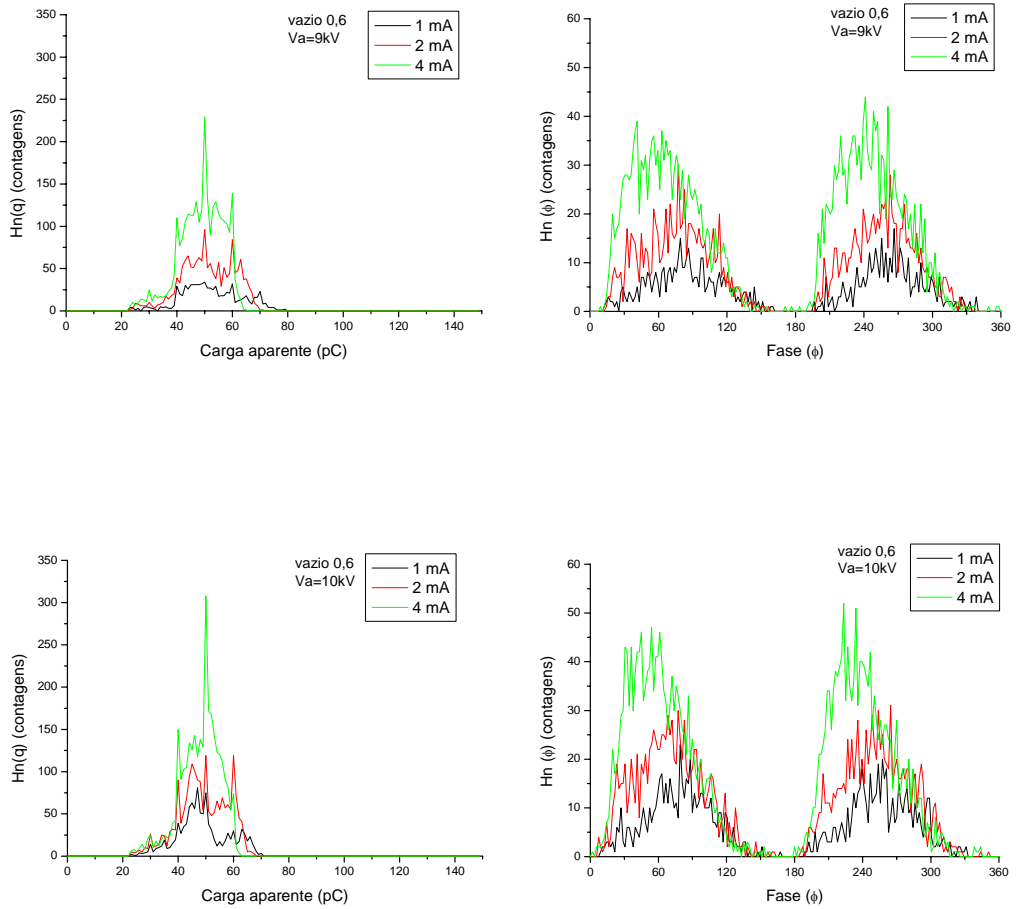 vazio 0,6
Va=9kV
1 mA
2 mA
4 mA
Hn(q) (contagens)
350
300
250
200
150
100
50
0
0 20 40 60 80 100 120 140
Carga aparente (pC)
vazio 0,6
Va=9kV
1 mA
2 mA
4 mA
Hn (ϕ) (contagens)
60
50
40
30
20
10
0
0 60 120 180 240 300 360
Fase (ϕ)
vazio 0,6
Va=10kV
1 mA
2 mA
4 mA
Hn(q) (contagens)
350
300
250
200
150
100
50
0
0 20 40 60 80 100 120 140
Carga aparente (pC)
vazio 0,6
Va=10kV
1 mA
2 mA
4 mA
Hn (ϕ) (contagens)
60
50
40
30
20
10
0
0 60 120 180 240 300 360
Fase (ϕ)